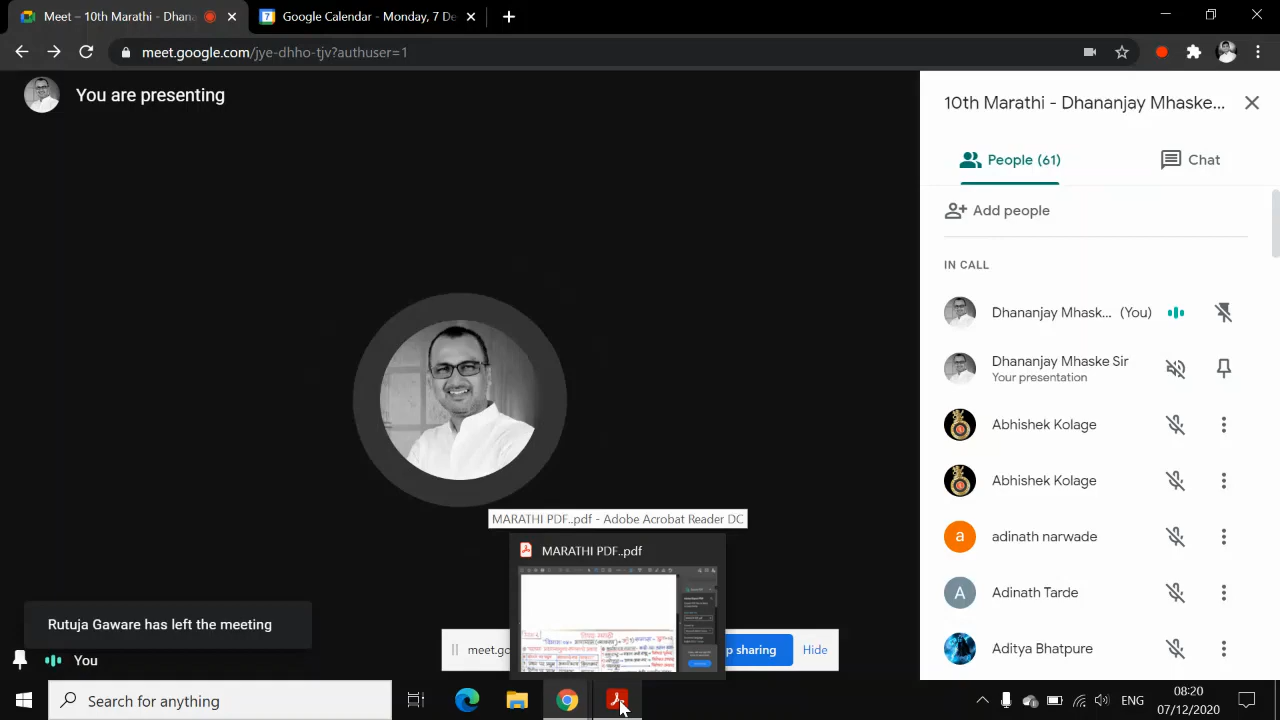 Meet – 10th Marathi - Dhana
Google Calendar - Monday, 7 De
meet.google.com/jye-dhho-tjv?authuser=1
You are presenting
10th Marathi - Dhananjay Mhaske...
People (61)
Chat
Add people
IN CALL
Dhananjay Mhask... (You)
Dhananjay Mhaske Sir
Your presentation
Abhishek Kolage
Abhishek Kolage
a
adinath narwade
A
Adinath Tarde
Aditya Bhatpure
MARATHI PDF..pdf - Adobe Acrobat Reader DC
MARATHI PDF..pdf
Rutuja Gaware has left the meeting
meet.go
p sharing
Hide
You
Search for anything
ENG
08:20
07/12/2020